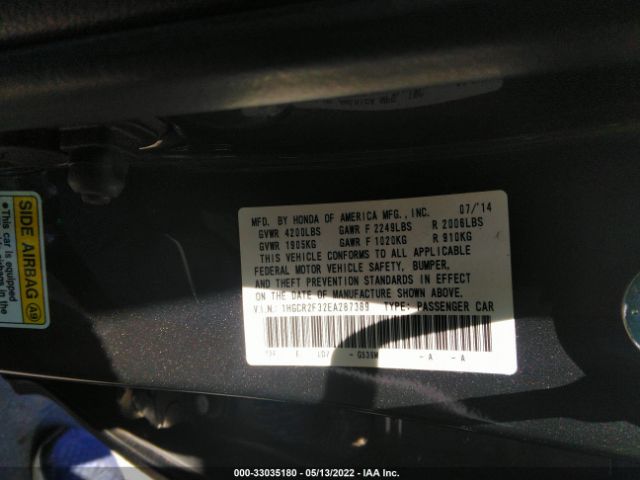 MFD. BY HONDA OF AMERICA MFG., INC. 07/'14
GVWR 4200LBS GAWR F 2249LBS R 2006LBS
GVWR 1905KG GAWR F 1020KG R 910KG
THIS VEHICLE CONFORMS TO ALL APPLICABLE
FEDERAL MOTOR VEHICLE SAFETY, BUMPER,
AND THEFT PREVENTION STANDARDS IN EFFECT
ON THE DATE OF MANUFACTURE SHOWN ABOVE.
V.I.N.: 1HGCR2F32EA287369 TYPE: PASSENGER CAR
- A - A
SIDE AIRBAG A9
•This car is equipped
000-33035180 - 05/13/2022 - IAA Inc.